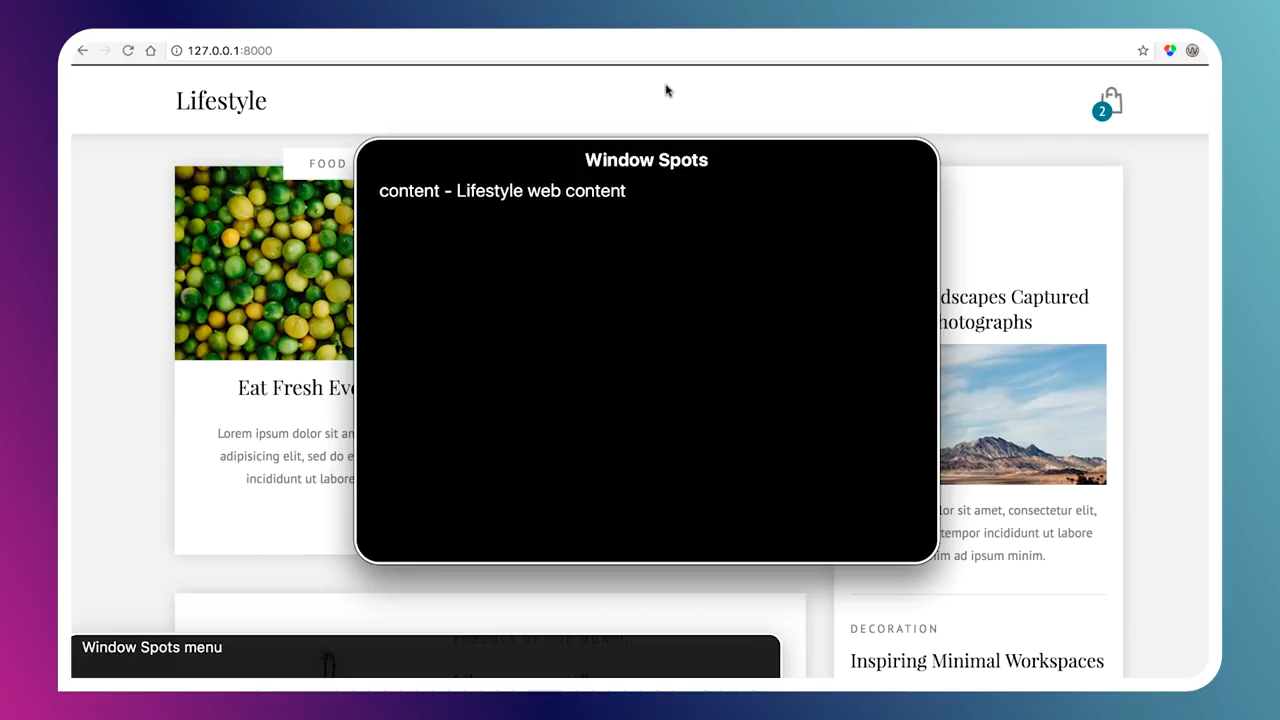 127.0.0.1:8000
Lifestyle
2
FOOD
Window Spots
content - Lifestyle web content
Eat Fresh Eve
Lorem ipsum dolor sit am
adipisicing elit, sed do e
incididunt ut labore
dscapes Captured
hotographs
lor sit amet, consectetur elit,
tempor incididunt ut labore
im ad ipsum minim.
DECORATION
Inspiring Minimal Workspaces
Window Spots menu